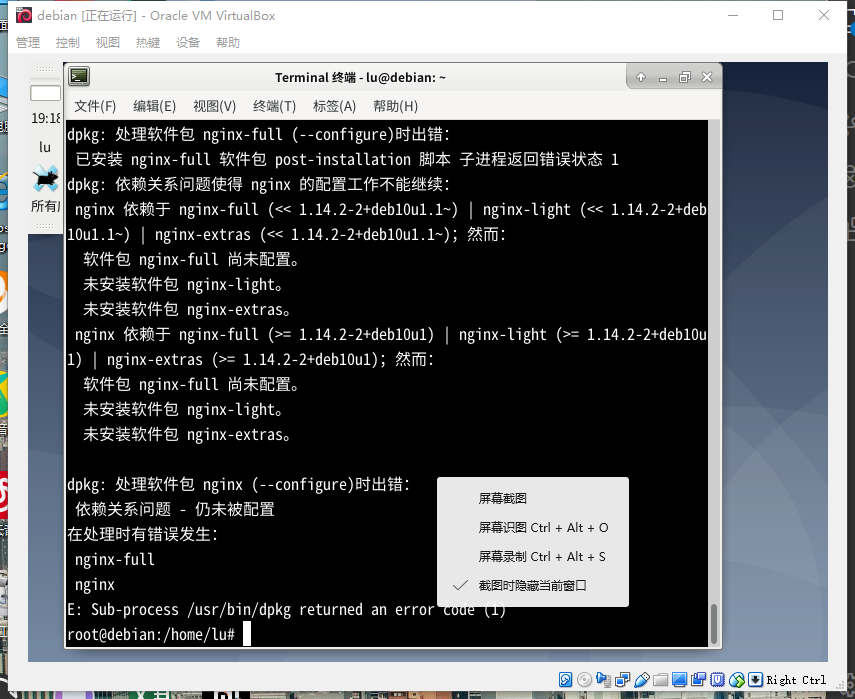 debian [正在运行] - Oracle VM VirtualBox
管理 控制 视图 热键 设备 帮助
Terminal 终端 - lu@debian: ~
文件(F) 编辑(E) 视图(V) 终端(T) 标签(A) 帮助(H)
19:18
lu
所有
dpkg: 处理软件包 nginx-full (--configure)时出错：
已安装 nginx-full 软件包 post-installation 脚本 子进程返回错误状态 1
dpkg: 依赖关系问题使得 nginx 的配置工作不能继续：
nginx 依赖于 nginx-full (<< 1.14.2-2+deb10u1.1~) | nginx-light (<< 1.14.2-2+deb
10u1.1~) | nginx-extras (<< 1.14.2-2+deb10u1.1~)；然而：
软件包 nginx-full 尚未配置。
未安装软件包 nginx-light。
未安装软件包 nginx-extras。
nginx 依赖于 nginx-full (>= 1.14.2-2+deb10u1) | nginx-light (>= 1.14.2-2+deb10u
1) | nginx-extras (>= 1.14.2-2+deb10u1)；然而：
软件包 nginx-full 尚未配置。
未安装软件包 nginx-light。
未安装软件包 nginx-extras。
dpkg: 处理软件包 nginx (--configure)时出错：
依赖关系问题 - 仍未被配置
在处理时有错误发生：
nginx-full
nginx
E: Sub-process /usr/bin/dpkg returned an error code (1)
root@debian:/home/lu#
屏幕截图
屏幕识图 Ctrl + Alt + O
屏幕录制 Ctrl + Alt + S
截图时隐藏当前窗口
Right Ctrl